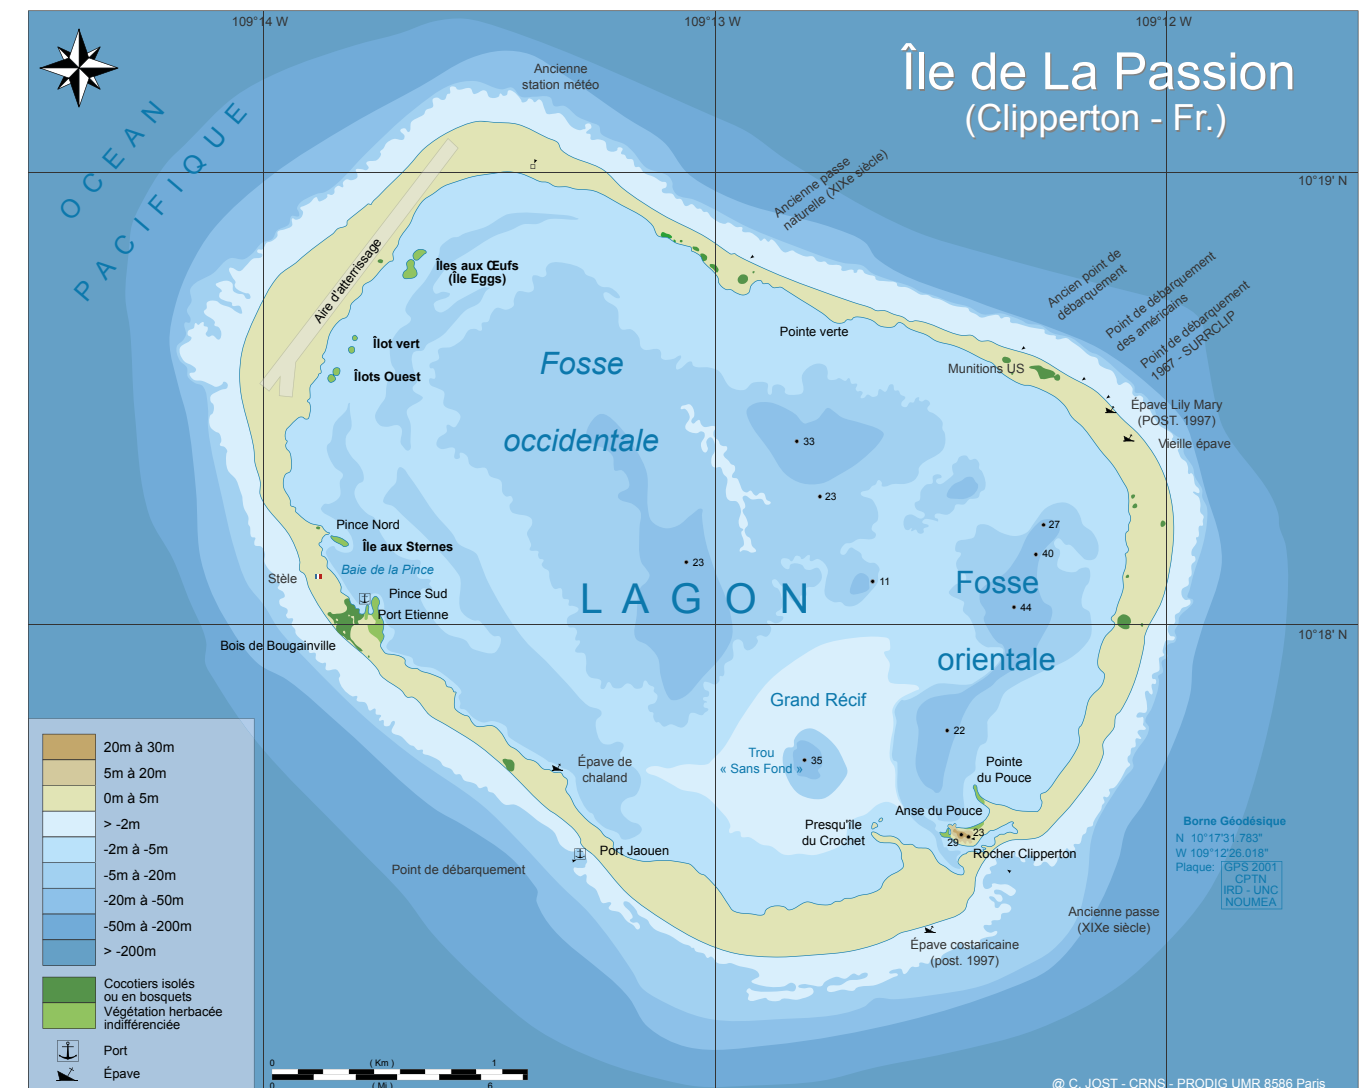 109°14 W
109°13 W
109°12 W
Île de La Passion
(Clipperton - Fr.)
OCEAN
PACIFIQUE
Ancienne
station météo
10°19' N
Ancienne passe
naturelle (XIXe siècle)
Aire d'atterrissage
Îles aux Œufs
(Île Eggs)
Ancien point de
débarquement
Point de débarquement
des américains
Point de débarquement
1967 - SURRCLIP
Pointe verte
Îlot vert
Îlots Ouest
Munitions US
Fosse
occidentale
Épave Lily Mary
(POST. 1997)
Vieille épave
33
23
27
40
23
11
44
Pince Nord
Île aux Sternes
Baie de la Pince
Stèle
Pince Sud
Port Etienne
Bois de Bougainville
LAGON
Fosse
orientale
10°18' N
Grand Récif
22
Trou
« Sans Fond »
35
Épave de
chaland
Pointe
du Pouce
Anse du Pouce
Presqu'île
du Crochet
23
29
Rocher Clipperton
Port Jaouen
Point de débarquement
Borne Géodésique
N 10°17'31.783"
W 109°12'26.018"
Plaque:
GPS 2001
CPTN
IRD - UNC
NOUMEA
Ancienne passe
(XIXe siècle)
Épave costaricaine
(post. 1997)
20m à 30m
5m à 20m
0m à 5m
> -2m
-2m à -5m
-5m à -20m
-20m à -50m
-50m à -200m
> -200m
Cocotiers isolés
ou en bosquets
Végétation herbacée
indifférenciée
Port
Épave
0 (Km) 1
0 (Mi.) 6
@ C. JOST - CRNS - PRODIG UMR 8586 Paris